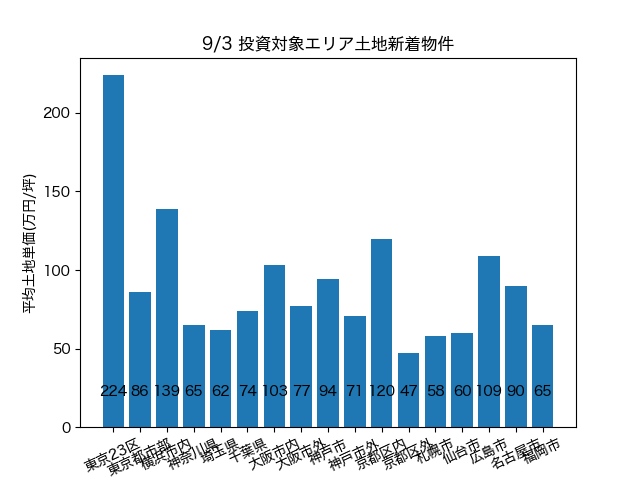 9/3 投資対象エリア土地新着物件
平均土地単価(万円/坪)
200
150
100
50
0
224 86 139 65 62 74 103 77 94 71 120 47 58 60 109 90 65
東京23区 東京都市部 横浜市内 神奈川県 埼玉県 千葉県 大阪市内 大阪市外 神戸市 神戸市外 京都区内 京都区外 札幌市 仙台市 広島市 名古屋市 福岡市